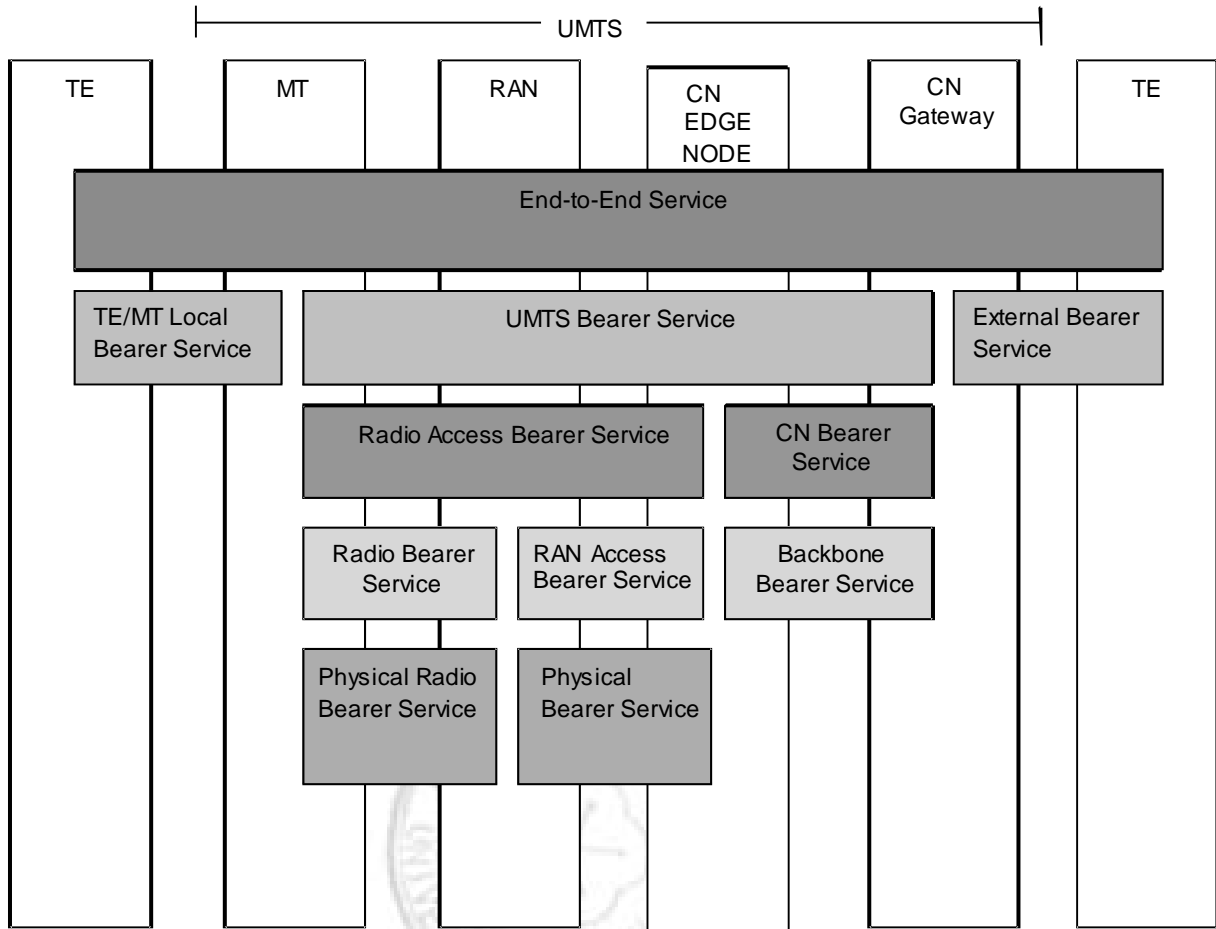 UMTS
TE
MT
RAN
CN
EDGE
NODE
CN
Gateway
TE
End-to-End Service
TE/MT Local
Bearer Service
UMTS Bearer Service
External Bearer
Service
Radio Access Bearer Service
CN Bearer
Service
Radio Bearer
Service
RAN Access
Bearer Service
Backbone
Bearer Service
Physical Radio
Bearer Service
Physical
Bearer Service